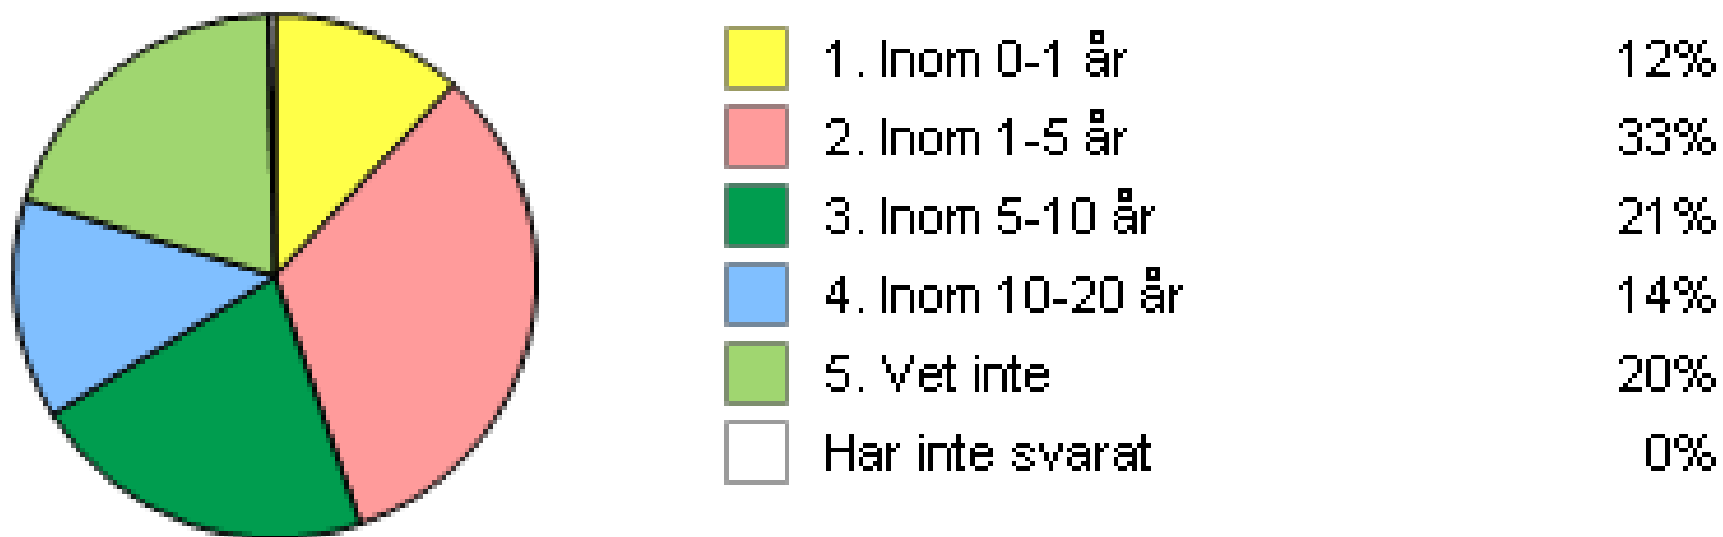 1. Inom 0-1 år 12%
2. Inom 1-5 år 33%
3. Inom 5-10 år 21%
4. Inom 10-20 år 14%
5. Vet inte 20%
Har inte svarat 0%